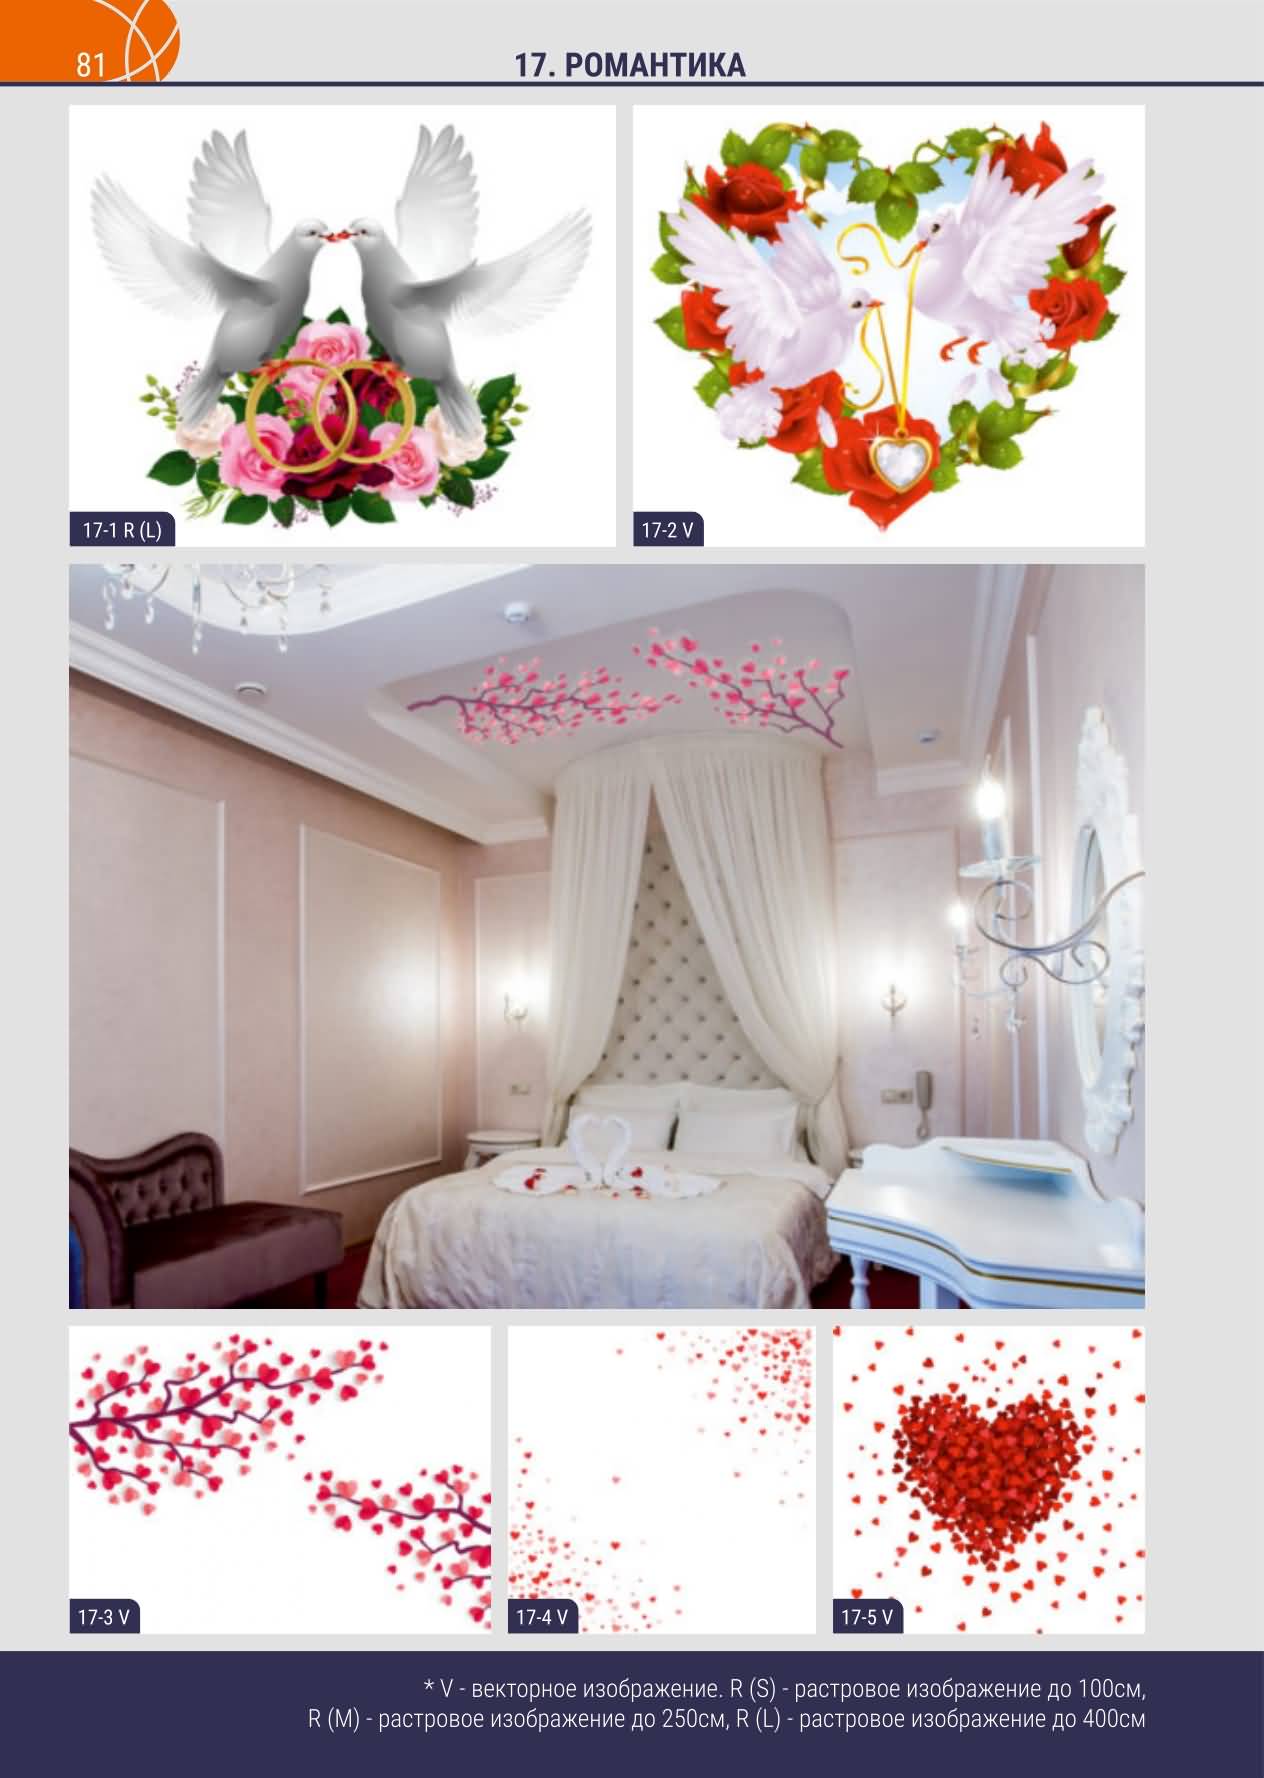 81
17. РОМАНТИКА
17-1 R (L)
17-2 V
17-3 V
17-4 V
17-5 V
* V - векторное изображение. R (S) - растровое изображение до 100см,
R (M) - растровое изображение до 250см, R (L) - растровое изображение до 400см